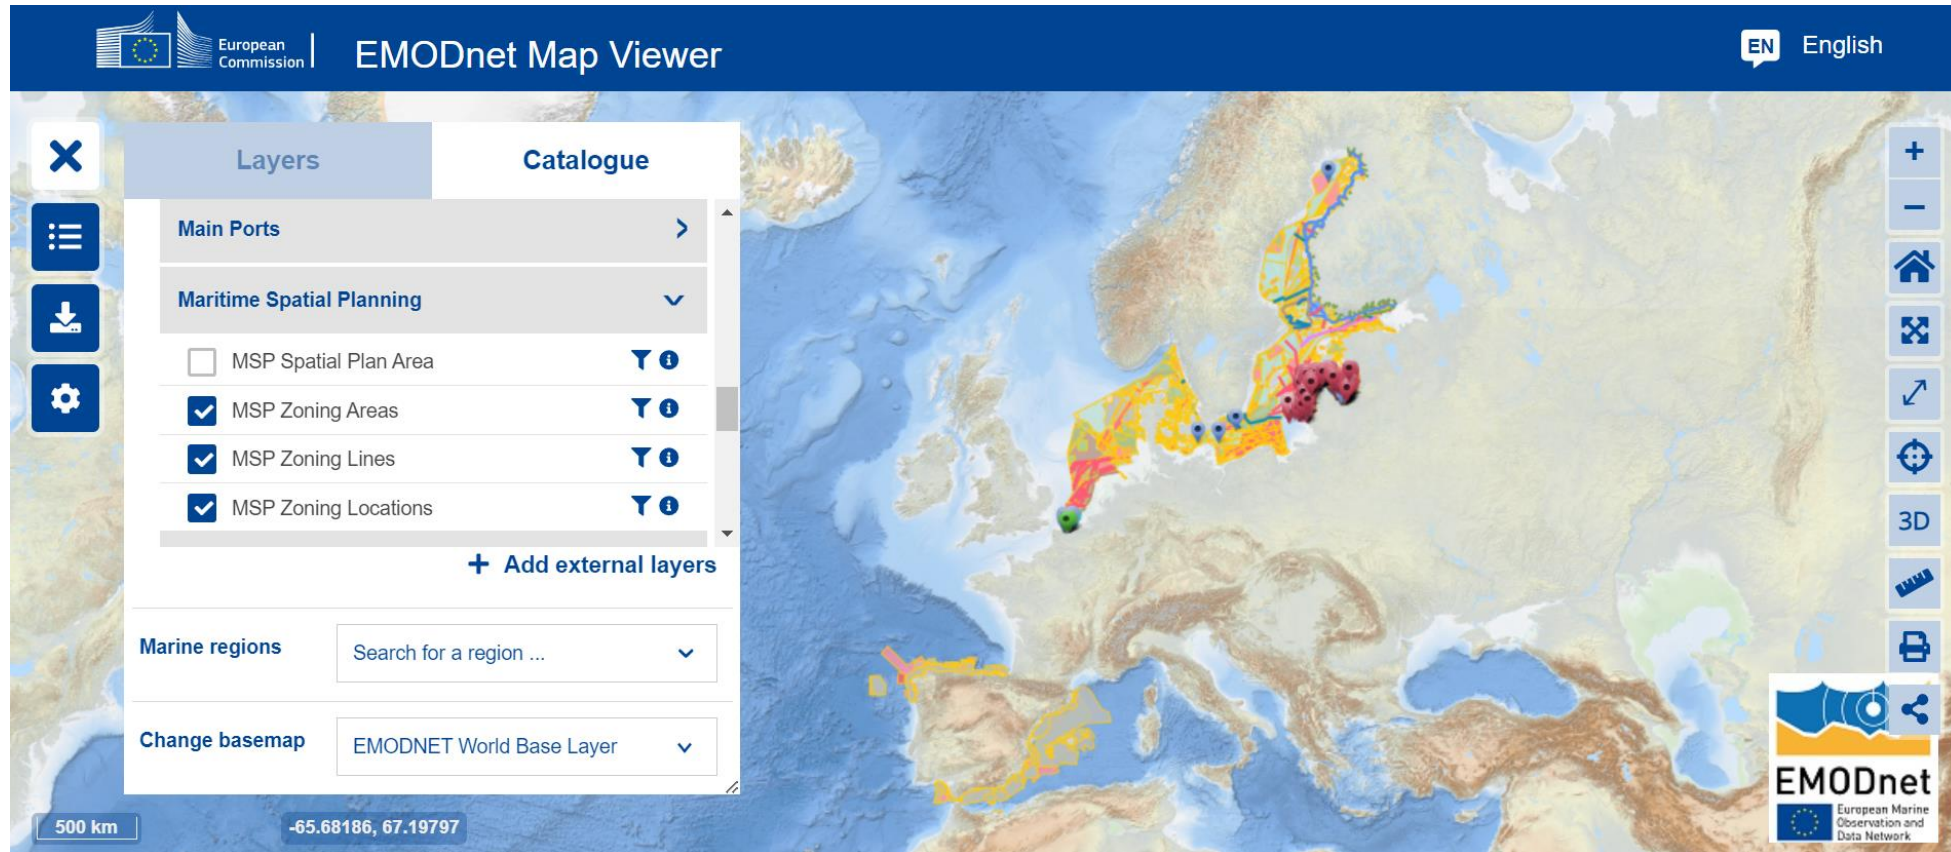 European
Commission
EMODnet Map Viewer
EN English
Layers
Catalogue
Main Ports
Maritime Spatial Planning
MSP Spatial Plan Area
MSP Zoning Areas
MSP Zoning Lines
MSP Zoning Locations
+ Add external layers
Marine regions
Search for a region ...
Change basemap
EMODNET World Base Layer
500 km
-65.68186, 67.19797
3D
EMODnet
European Marine
Observation and
Data Network